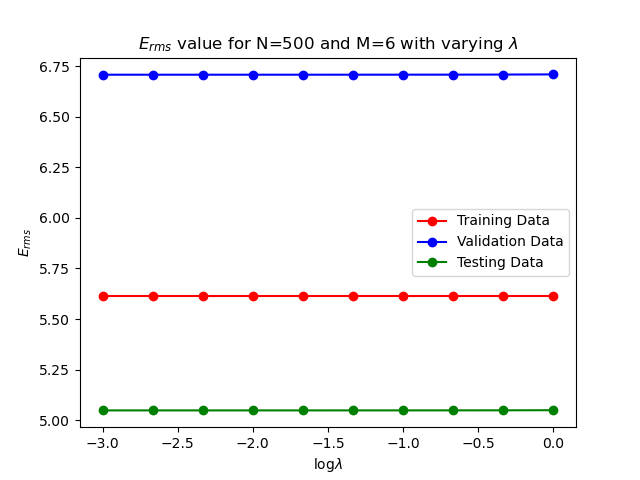 E_rms value for N=500 and M=6 with varying λ
6.75
6.50
6.25
6.00
5.75
5.50
5.25
5.00
E_rms
Training Data
Validation Data
Testing Data
−3.0 −2.5 −2.0 −1.5 −1.0 −0.5 0.0
logλ